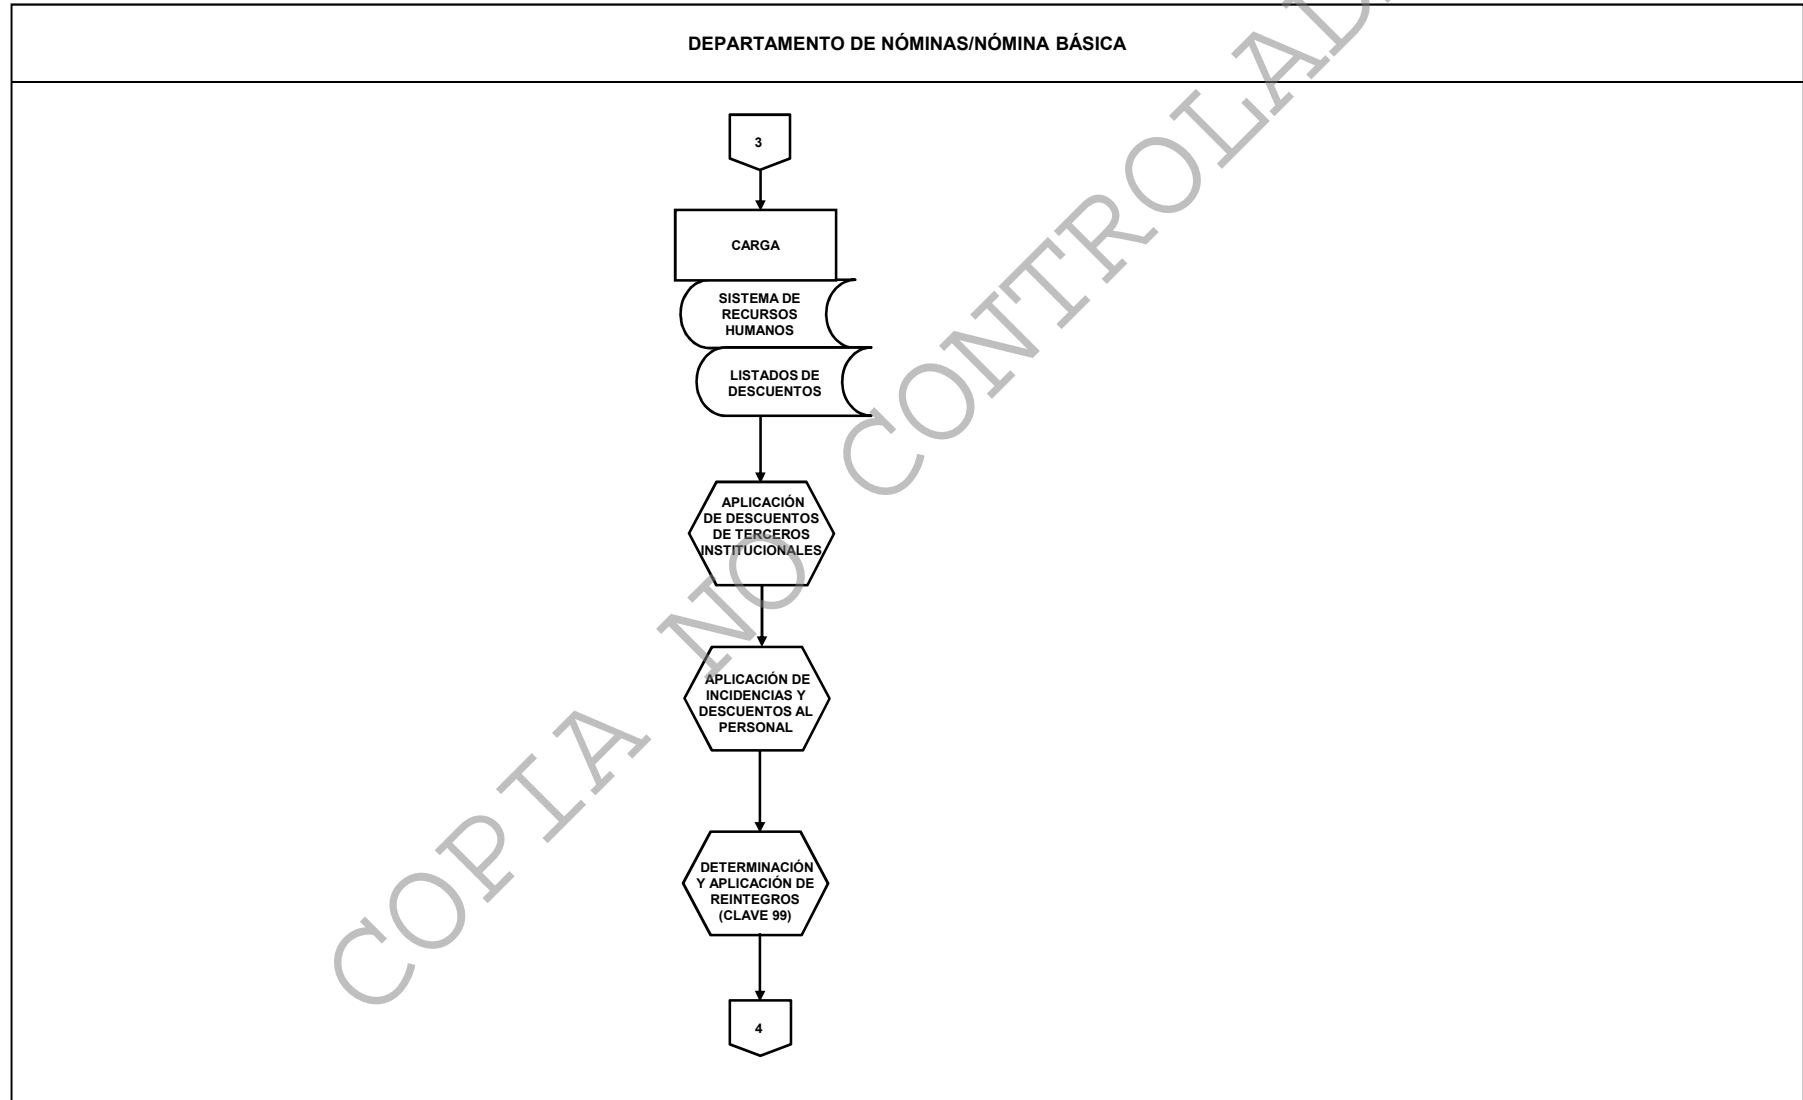 DEPARTAMENTO DE NÓMINAS/NÓMINA BÁSICA
3
CARGA
SISTEMA DE
RECURSOS
HUMANOS
LISTADOS DE
DESCUENTOS
APLICACIÓN
DE DESCUENTOS
DE TERCEROS
INSTITUCIONALES
APLICACIÓN DE
INCIDENCIAS Y
DESCUENTOS AL
PERSONAL
DETERMINACIÓN
Y APLICACIÓN DE
REINTEGROS
(CLAVE 99)
4
COPIA NO CONTROLAD